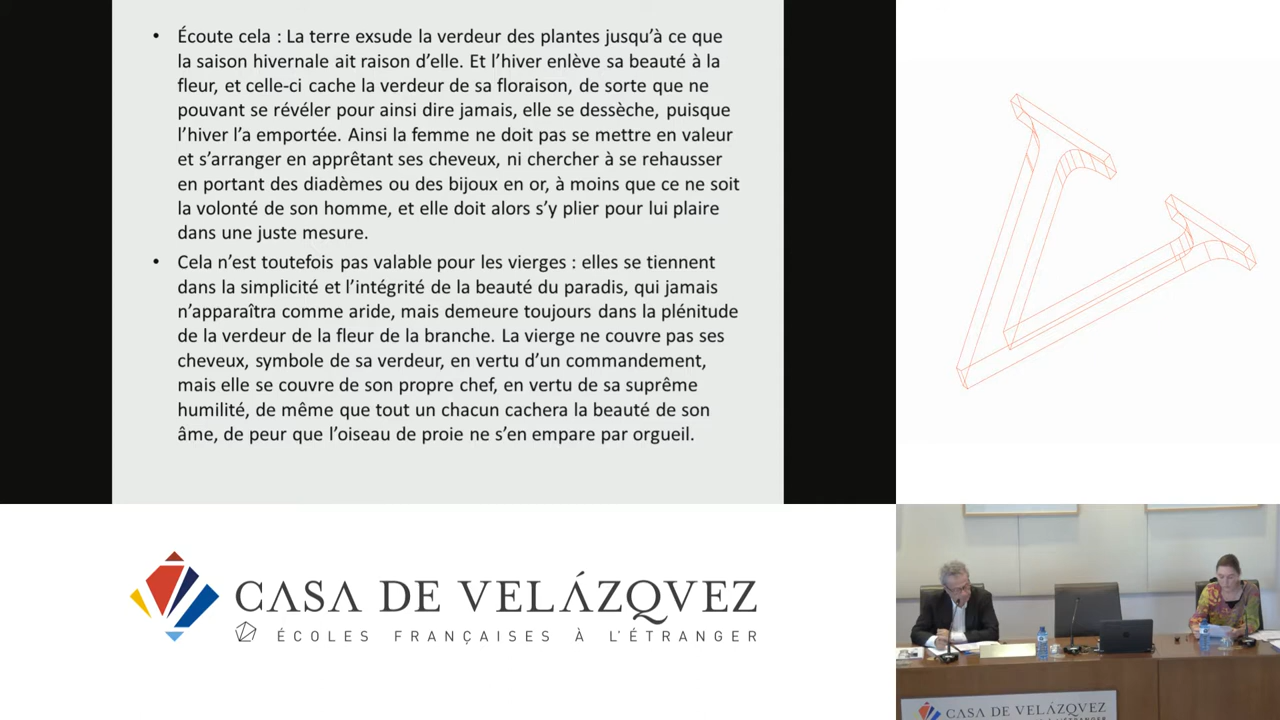 • Écoute cela : La terre exsude la verdeur des plantes jusqu’à ce que
la saison hivernale ait raison d’elle. Et l’hiver enlève sa beauté à la
fleur, et celle-ci cache la verdeur de sa floraison, de sorte que ne
pouvant se révéler pour ainsi dire jamais, elle se dessèche, puisque
l’hiver l’a emportée. Ainsi la femme ne doit pas se mettre en valeur
et s’arranger en apprêtant ses cheveux, ni chercher à se rehausser
en portant des diadèmes ou des bijoux en or, à moins que ce ne soit
la volonté de son homme, et elle doit alors s’y plier pour lui plaire
dans une juste mesure.
• Cela n’est toutefois pas valable pour les vierges : elles se tiennent
dans la simplicité et l’intégrité de la beauté du paradis, qui jamais
n’apparaîtra comme aride, mais demeure toujours dans la plénitude
de la verdeur de la fleur de la branche. La vierge ne couvre pas ses
cheveux, symbole de sa verdeur, en vertu d’un commandement,
mais elle se couvre de son propre chef, en vertu de sa suprême
humilité, de même que tout un chacun cachera la beauté de son
âme, de peur que l’oiseau de proie ne s’en empare par orgueil.
CASA DE VELÁZQVEZ
ÉCOLES FRANÇAISES À L'ÉTRANGER
CASA DE VELÁZQVEZ